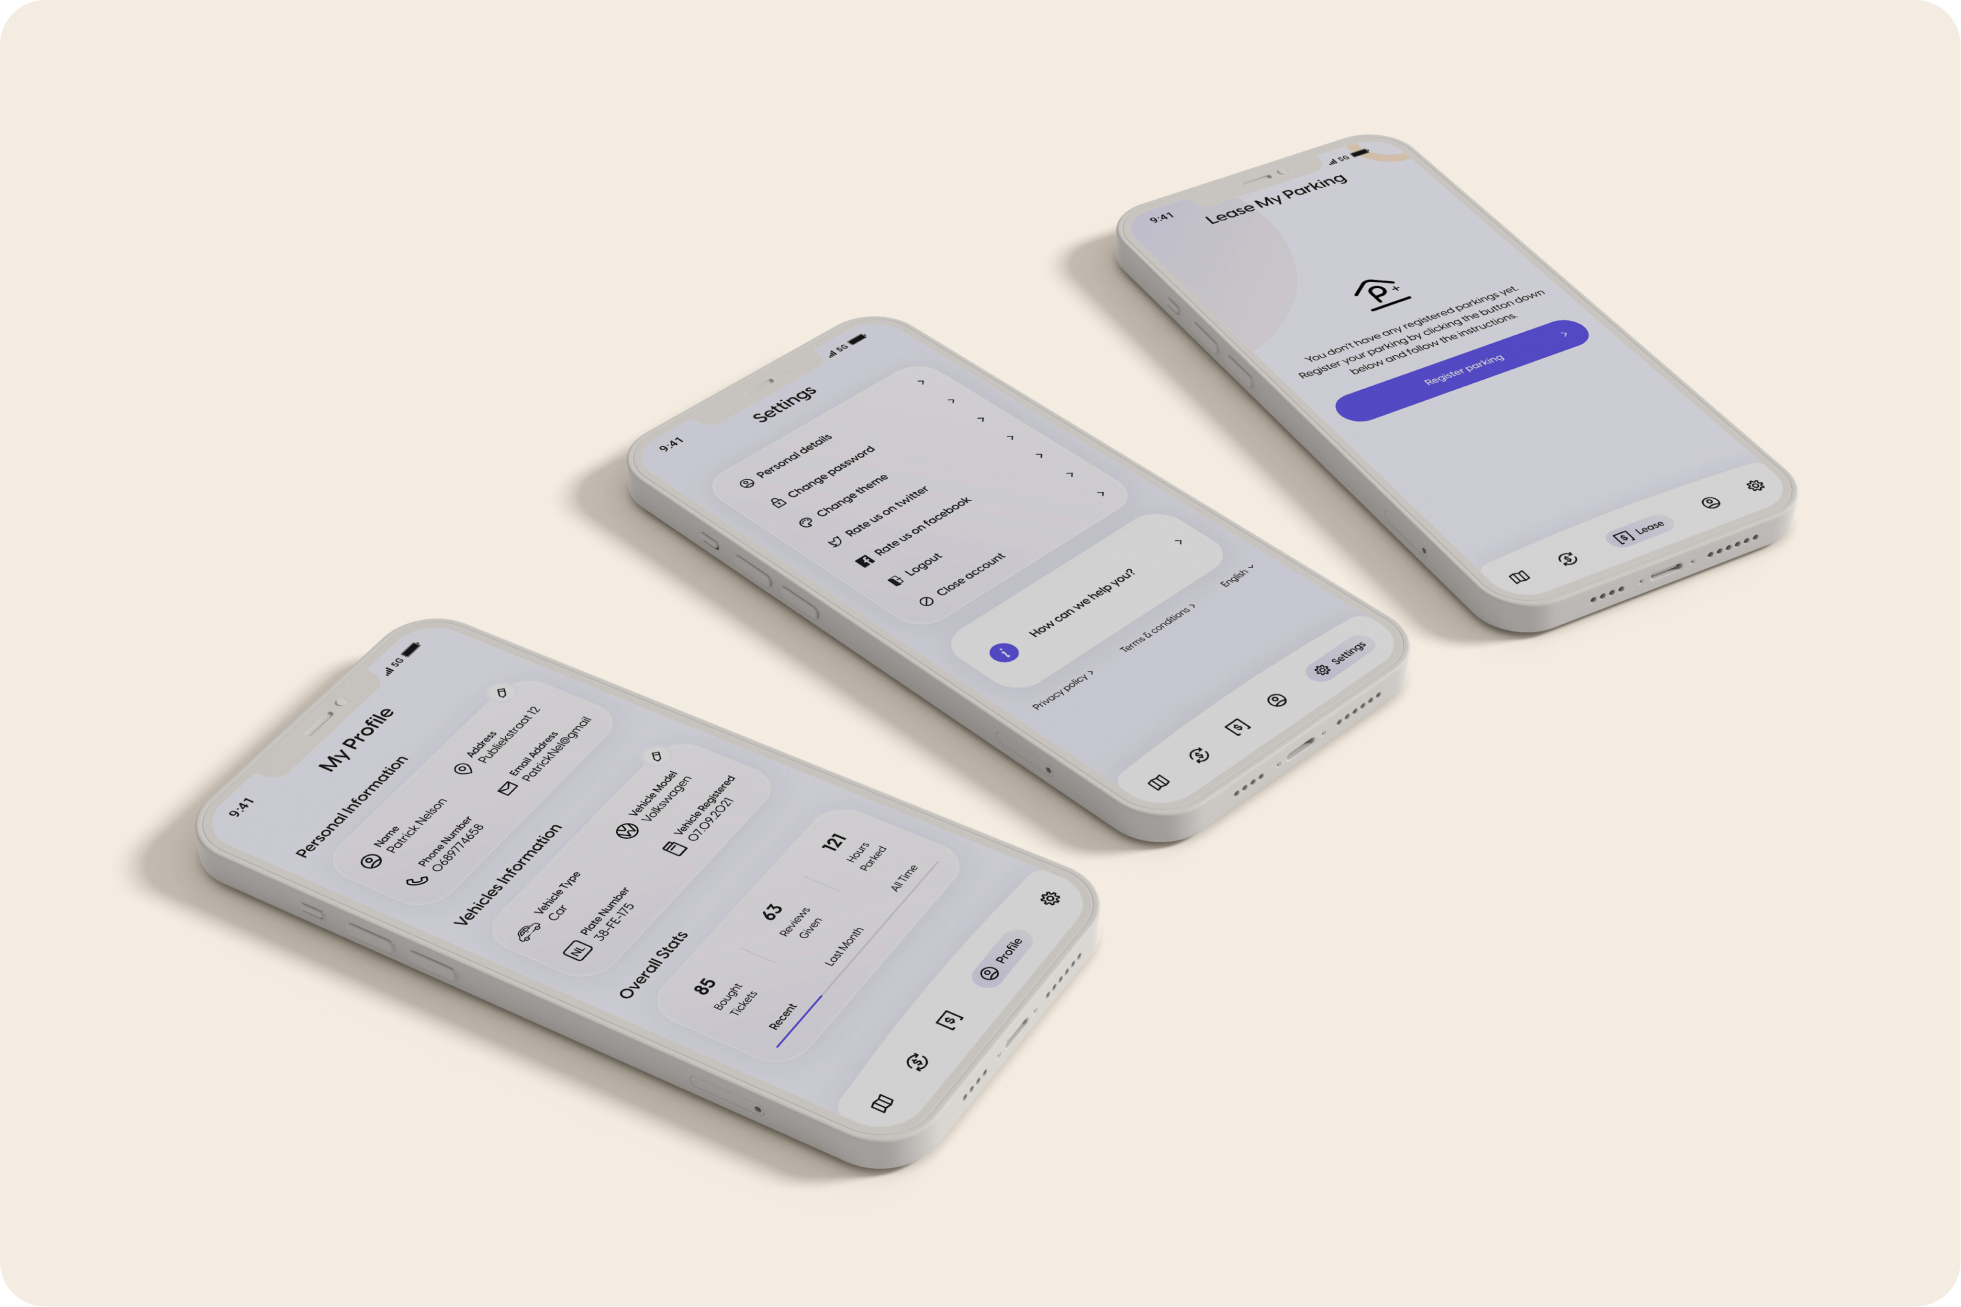 9:41
5G
My Profile
Personal Information
Name
Patrick Nelson
Address
Publiekstraat 12
Phone Number
0689774658
Email Address
PatrickNel@gmail
Vehicles Information
Vehicle Type
Car
Vehicle Model
Volkswagen
NL
Plate Number
38-FE-175
Vehicle Registered
07.09.2021
Overall Stats
85
Bought
Tickets
63
Reviews
Given
121
Hours
Parked
Recent
Last Month
All Time
Profile
9:41
5G
Settings
Personal details
Change password
Change theme
Rate us on twitter
Rate us on facebook
Logout
Close account
How can we help you?
Privacy policy
Terms & conditions
English
Settings
9:41
5G
Lease My Parking
P+
You don't have any registered parkings yet.
Register your parking by clicking the button down
below and follow the instructions.
Register parking
Lease